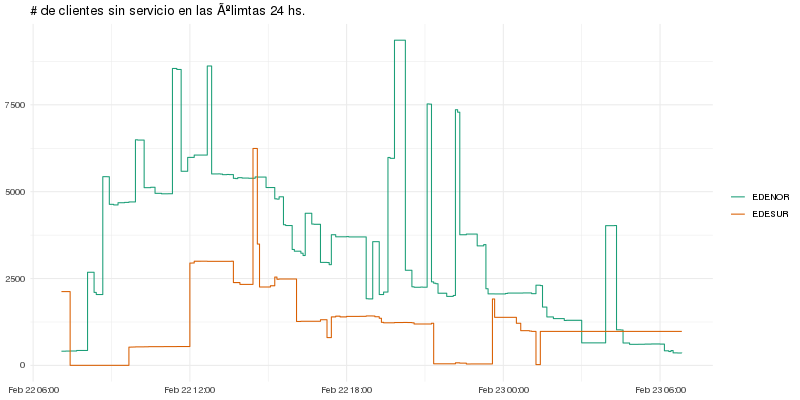 # de clientes sin servicio en las Ãºlimtas 24 hs.
7500
5000
2500
0
Feb 22 06:00 Feb 22 12:00 Feb 22 18:00 Feb 23 00:00 Feb 23 06:00
EDENOR
EDESUR